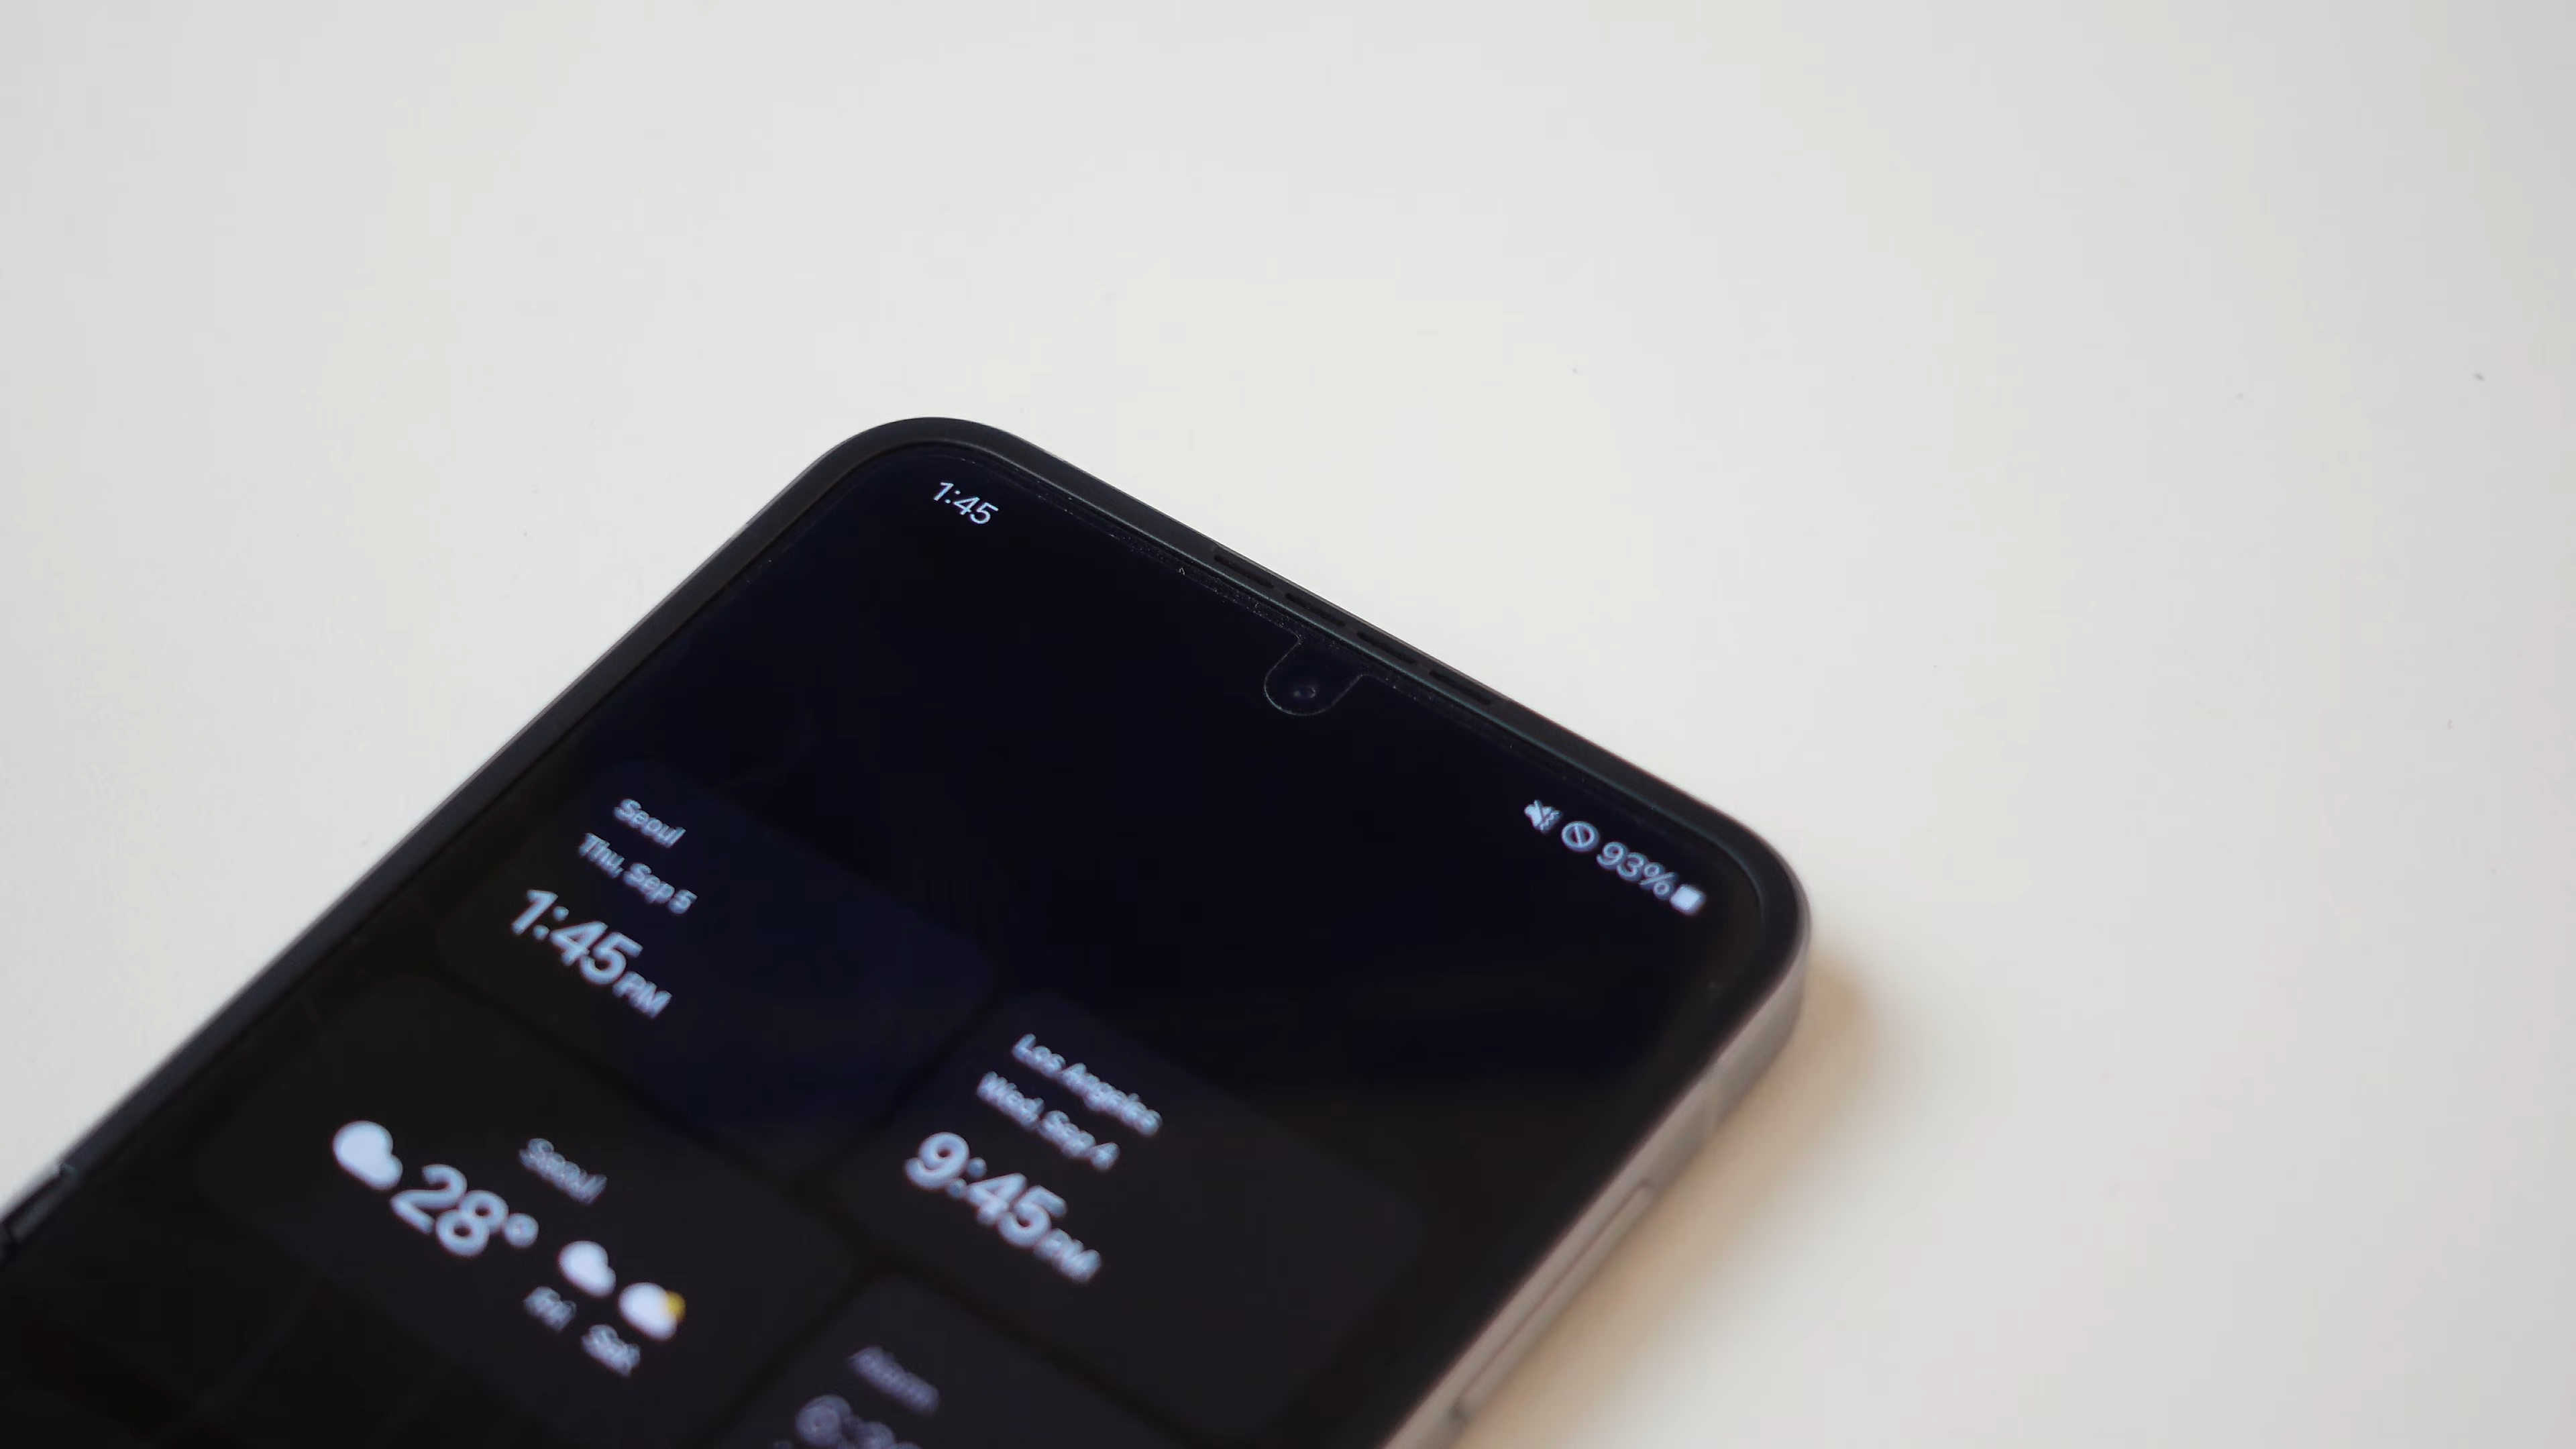 1:45
93%
Seoul
Thu, Sep 5
1:45 PM
Los Angeles
Wed, Sep 4
9:45 PM
Seoul
28°
Fri Sat
Alarm